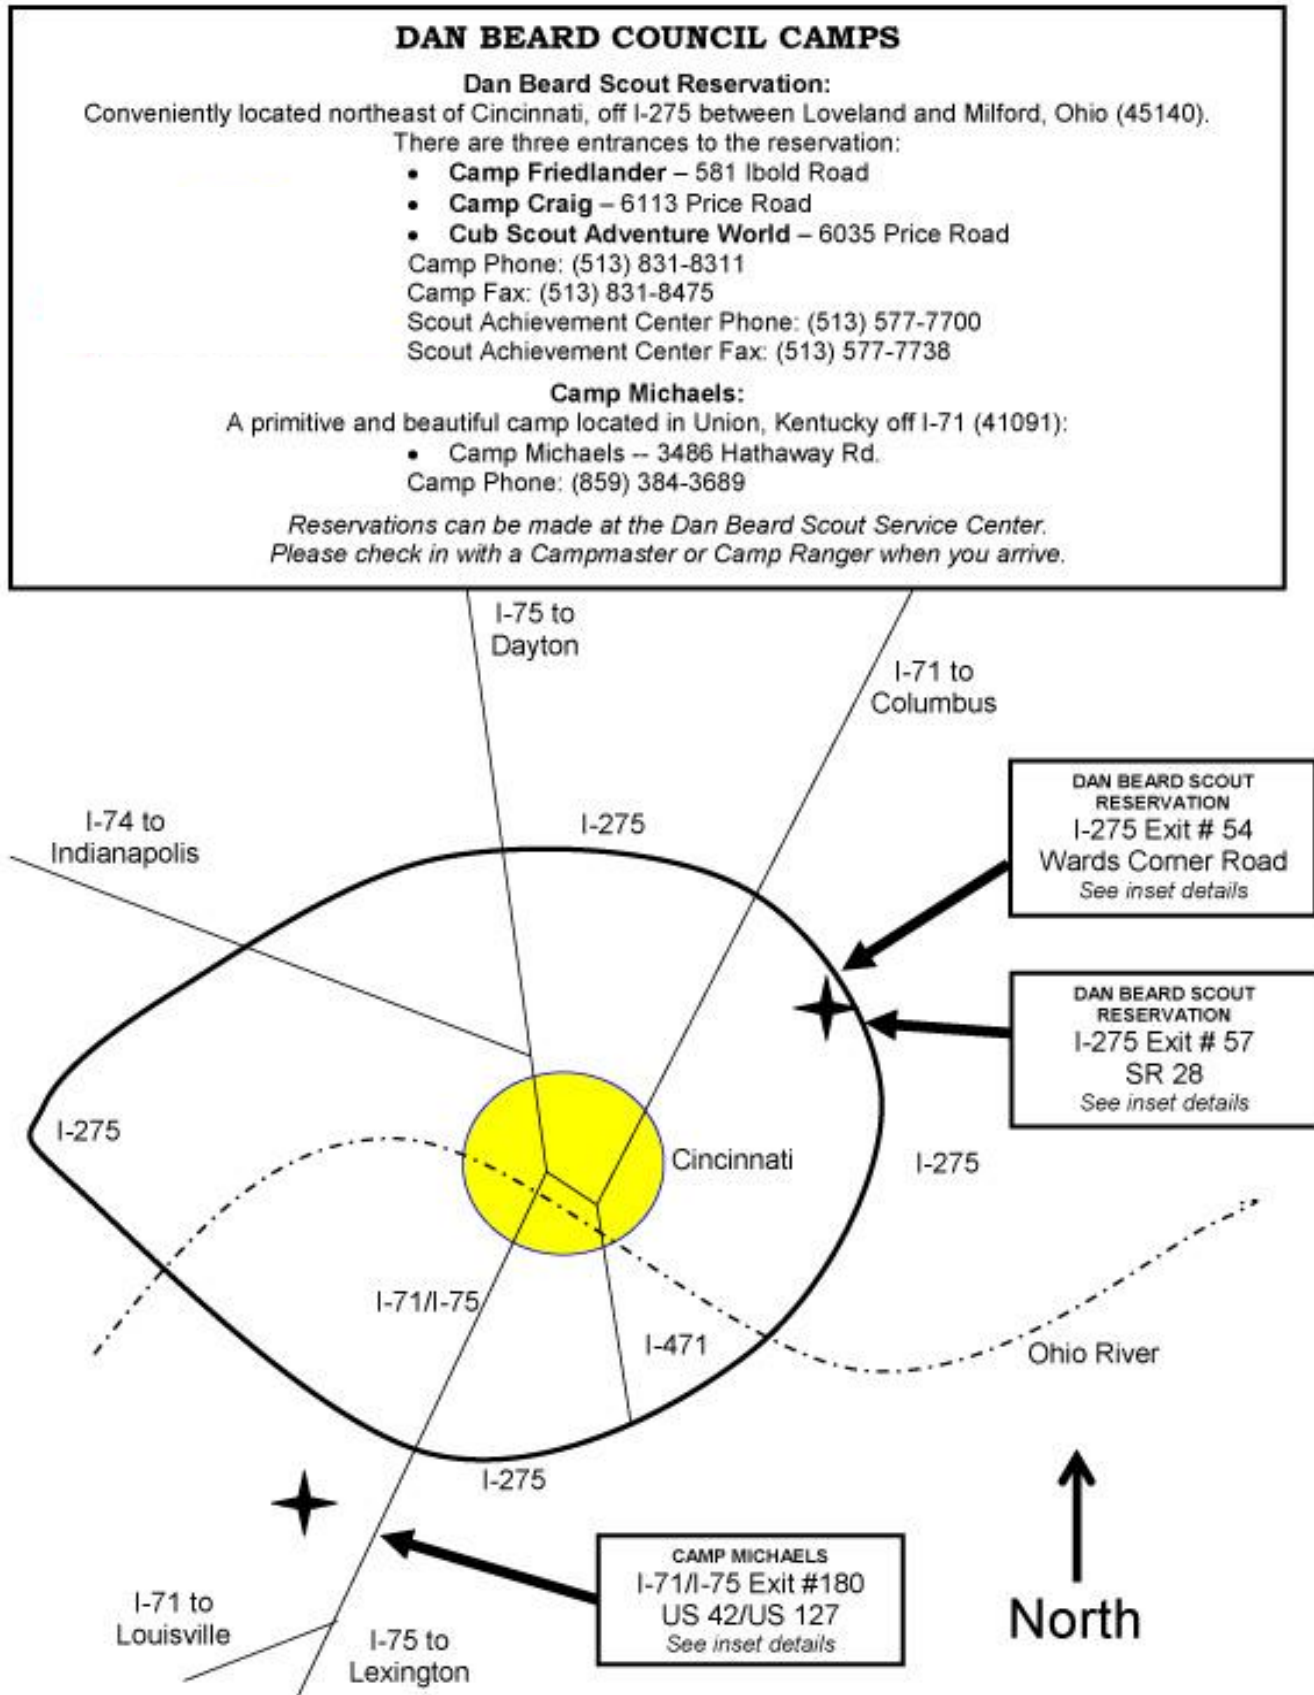 DAN BEARD COUNCIL CAMPS
Dan Beard Scout Reservation:
Conveniently located northeast of Cincinnati, off I-275 between Loveland and Milford, Ohio (45140).
There are three entrances to the reservation:
• Camp Friedlander – 581 Ibold Road
• Camp Craig – 6113 Price Road
• Cub Scout Adventure World – 6035 Price Road
Camp Phone: (513) 831-8311
Camp Fax: (513) 831-8475
Scout Achievement Center Phone: (513) 577-7700
Scout Achievement Center Fax: (513) 577-7738
Camp Michaels:
A primitive and beautiful camp located in Union, Kentucky off I-71 (41091):
• Camp Michaels -- 3486 Hathaway Rd.
Camp Phone: (859) 384-3689
Reservations can be made at the Dan Beard Scout Service Center.
Please check in with a Campmaster or Camp Ranger when you arrive.
I-75 to
Dayton
I-71 to
Columbus
I-74 to
Indianapolis
I-275
DAN BEARD SCOUT
RESERVATION
I-275 Exit # 54
Wards Corner Road
See inset details
DAN BEARD SCOUT
RESERVATION
I-275 Exit # 57
SR 28
See inset details
I-275
Cincinnati
I-275
I-71/I-75
I-471
Ohio River
I-275
CAMP MICHAELS
I-71/I-75 Exit #180
US 42/US 127
See inset details
North
I-71 to
Louisville
I-75 to
Lexington